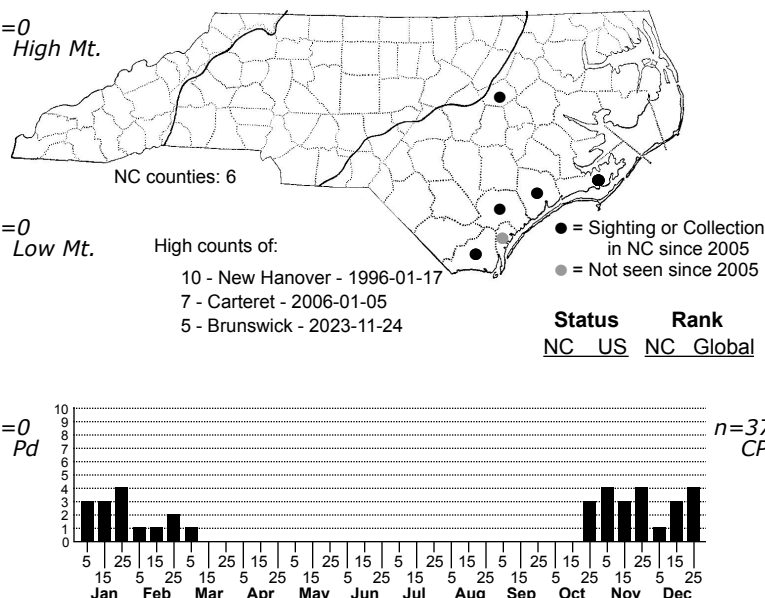 =0
High Mt.
NC counties: 6
=0
Low Mt.
High counts of:
10 - New Hanover - 1996-01-17
7 - Carteret - 2006-01-05
5 - Brunswick - 2023-11-24
= Sighting or Collection
in NC since 2005
= Not seen since 2005
Status Rank
NC US NC Global
=0
Pd
n=37
CP
10
9
8
7
6
5
4
3
2
1
0
5 25 15 5 25 15 5 25 15 5 25 15 5 25 15 5 25 15
15 5 25 15 5 25 15 5 25 15 5 25 15 5 25 15 5 25
Jan Feb Mar Apr May Jun Jul Aug Sep Oct Nov Dec